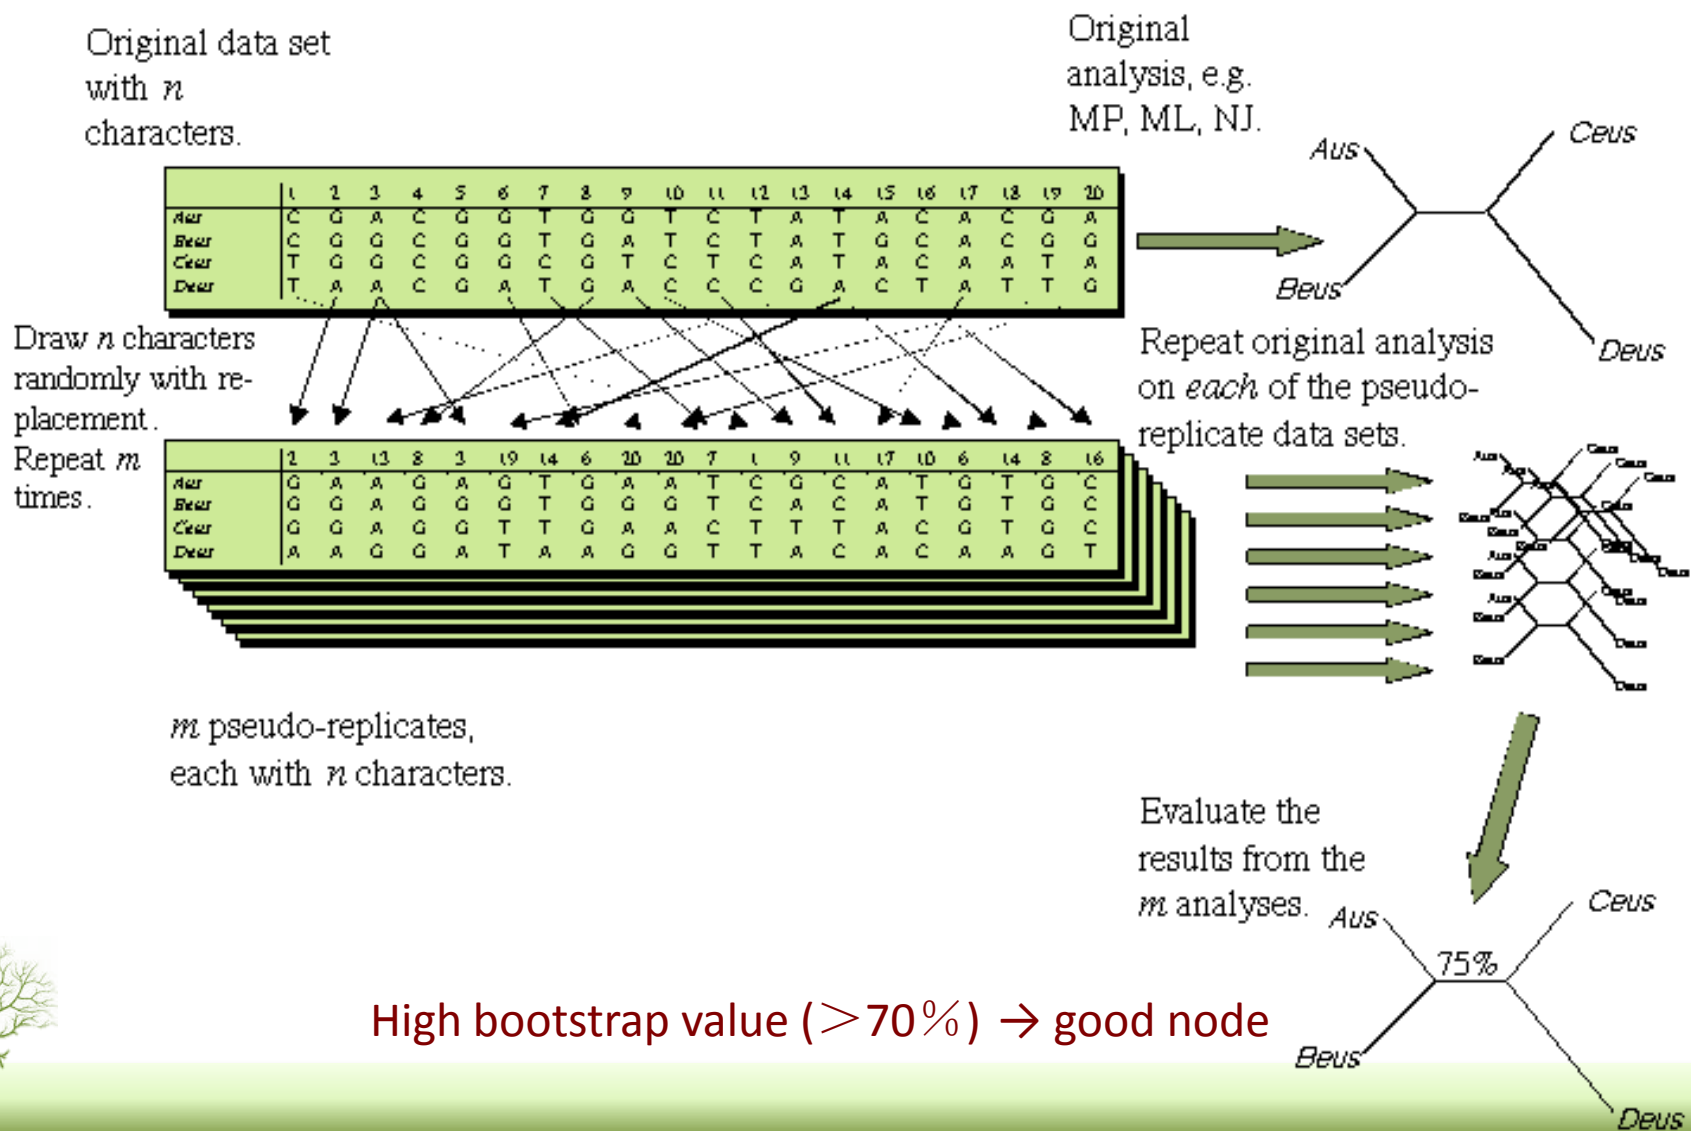 Original data set
with n
characters.
Original
analysis, e.g.
MP, ML, NJ.
1 2 3 4 5 6 7 8 9 10 11 12 13 14 15 16 17 18 19 20
Aus C G A C G G T G G T C T A T A C A C G A
Beus C G G C G G T G A T C T A T G C A C G G
Ceus T G G C G G C G T C T C A T A C A A T A
Deus T A A C G A T G A C C C G A C T A T T G
Aus
Ceus
Beus
Deus
Draw n characters
randomly with re-
placement.
Repeat m
times.
Repeat original analysis
on each of the pseudo-
replicate data sets.
2 3 13 8 3 19 14 6 20 20 7 1 9 11 17 10 6 14 8 16
Aus G A A G A G T G A A T C G C A T G T G C
Beus G G A G G G T G G G T C A C A T G T G C
Ceus G G A G G T T G A A C T T T A C G T G C
Deus A A G G A T A A G G T T A C A C A A G T
m pseudo-replicates,
each with n characters.
Evaluate the
results from the
m analyses.
Aus
Ceus
75%
Beus
Deus
High bootstrap value (＞70％) → good node